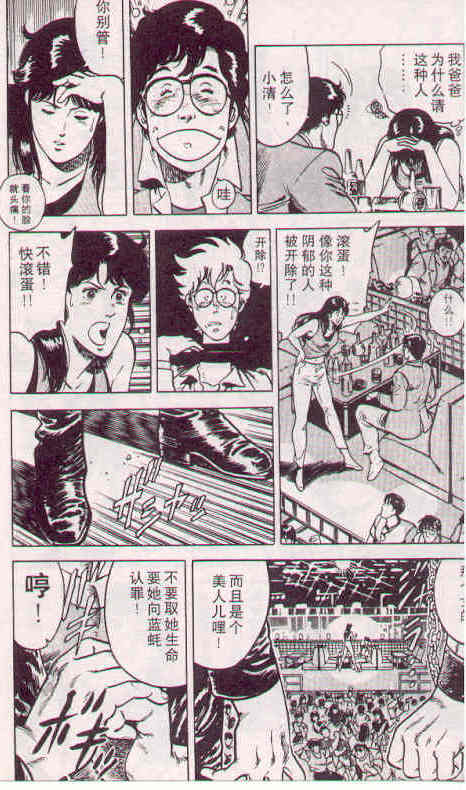 我爸爸
为什么请
这种人
……
怎么了、
小清！
哇
你别管！
看你的脸
就头痛！
滚蛋！
像你这种
阴郁的人
被开除了!!
什么!!
开除!?
不错！
快滚蛋!!
而且是个
美人儿哩！
不要取她生命
要她向蓝蚝
认罪！
哼！